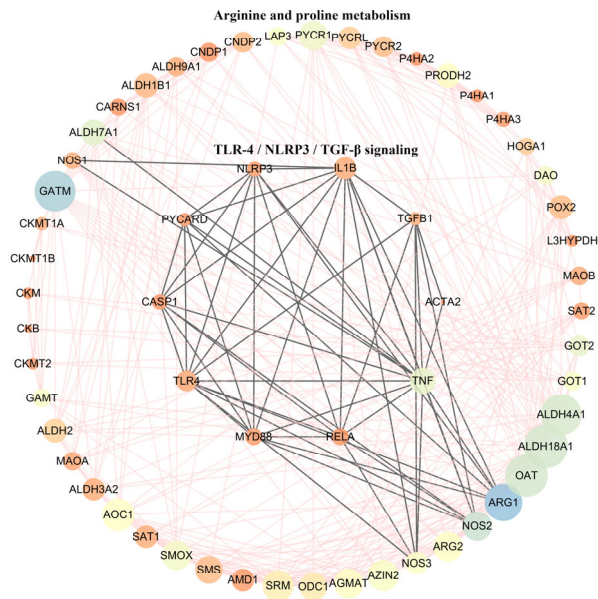 Arginine and proline metabolism
LAP3
PYCR1
PYCRL
PYCR2
P4HA2
PRODH2
P4HA1
P4HA3
HOGA1
DAO
POX2
L3HYPDH
MAOB
SAT2
GOT2
GOT1
ALDH4A1
ALDH18A1
OAT
ARG1
NOS2
ARG2
NOS3
AZIN2
AGMAT
ODC1
SRM
AMD1
SMS
SMOX
SAT1
AOC1
ALDH3A2
MAOA
ALDH2
GAMT
CKMT2
CKB
CKM
CKMT1B
CKMT1A
GATM
NOS1
ALDH7A1
CARNS1
ALDH1B1
ALDH9A1
CNDP1
CNDP2
TLR-4 / NLRP3 / TGF-β signaling
NLRP3
IL1B
TGFB1
ACTA2
TNF
RELA
MYD88
TLR4
CASP1
PYCARD